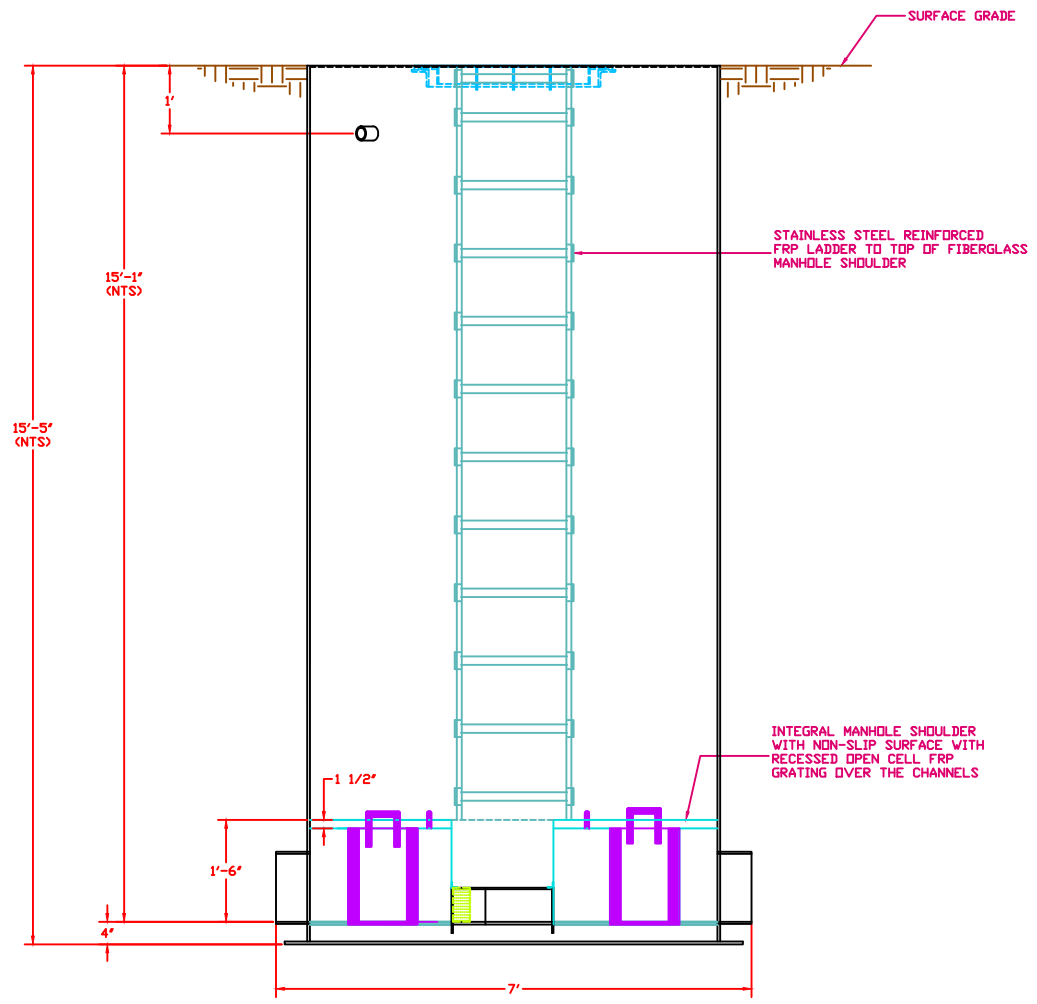 SURFACE GRADE
1'
STAINLESS STEEL REINFORCED
FRP LADDER TO TOP OF FIBERGLASS
MANHOLE SHOULDER
15'-1"
(NTS)
15'-5"
(NTS)
INTEGRAL MANHOLE SHOULDER
WITH NON-SLIP SURFACE WITH
RECESSED OPEN CELL FRP
GRATING OVER THE CHANNELS
1 1/2"
1'-6"
4"
7'